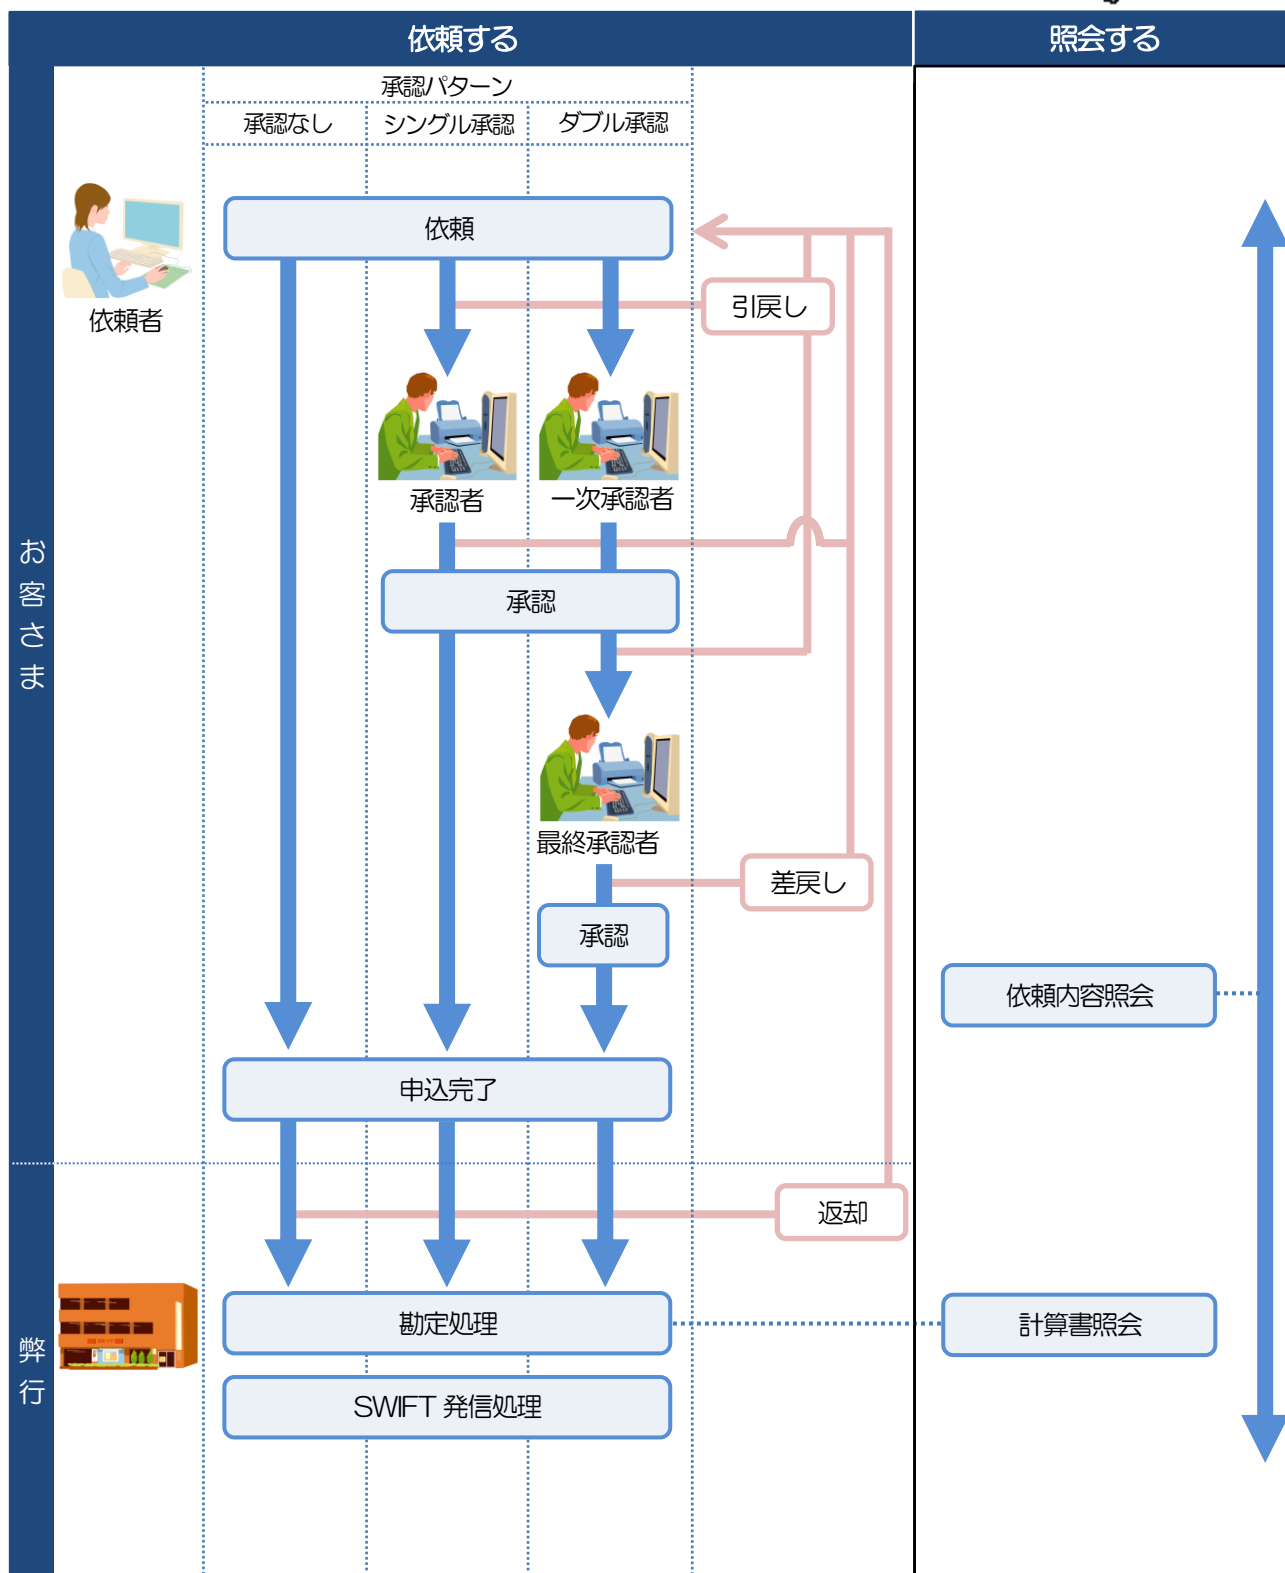 依頼する
照会する
承認パターン
承認なし
シングル承認
ダブル承認
依頼
依頼者
引戻し
承認者
一次承認者
お客さま
承認
最終承認者
差戻し
承認
依頼内容照会
申込完了
返却
弊行
勘定処理
計算書照会
SWIFT 発信処理